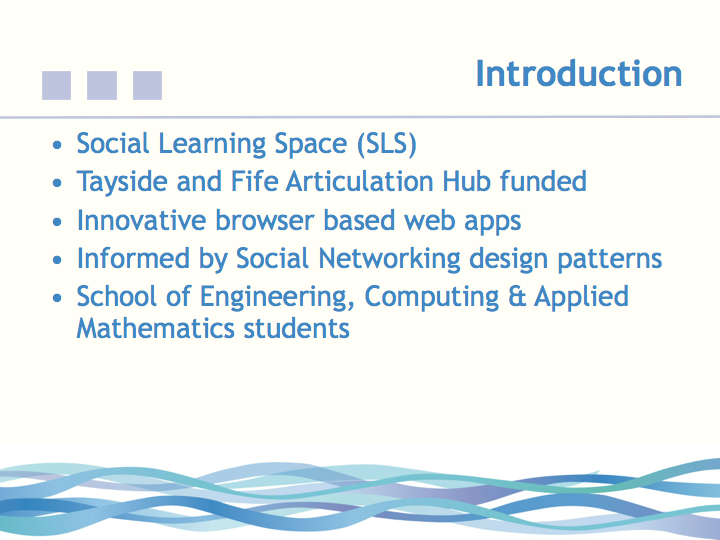 Introduction
• Social Learning Space (SLS)
• Tayside and Fife Articulation Hub funded
• Innovative browser based web apps
• Informed by Social Networking design patterns
• School of Engineering, Computing & Applied
Mathematics students